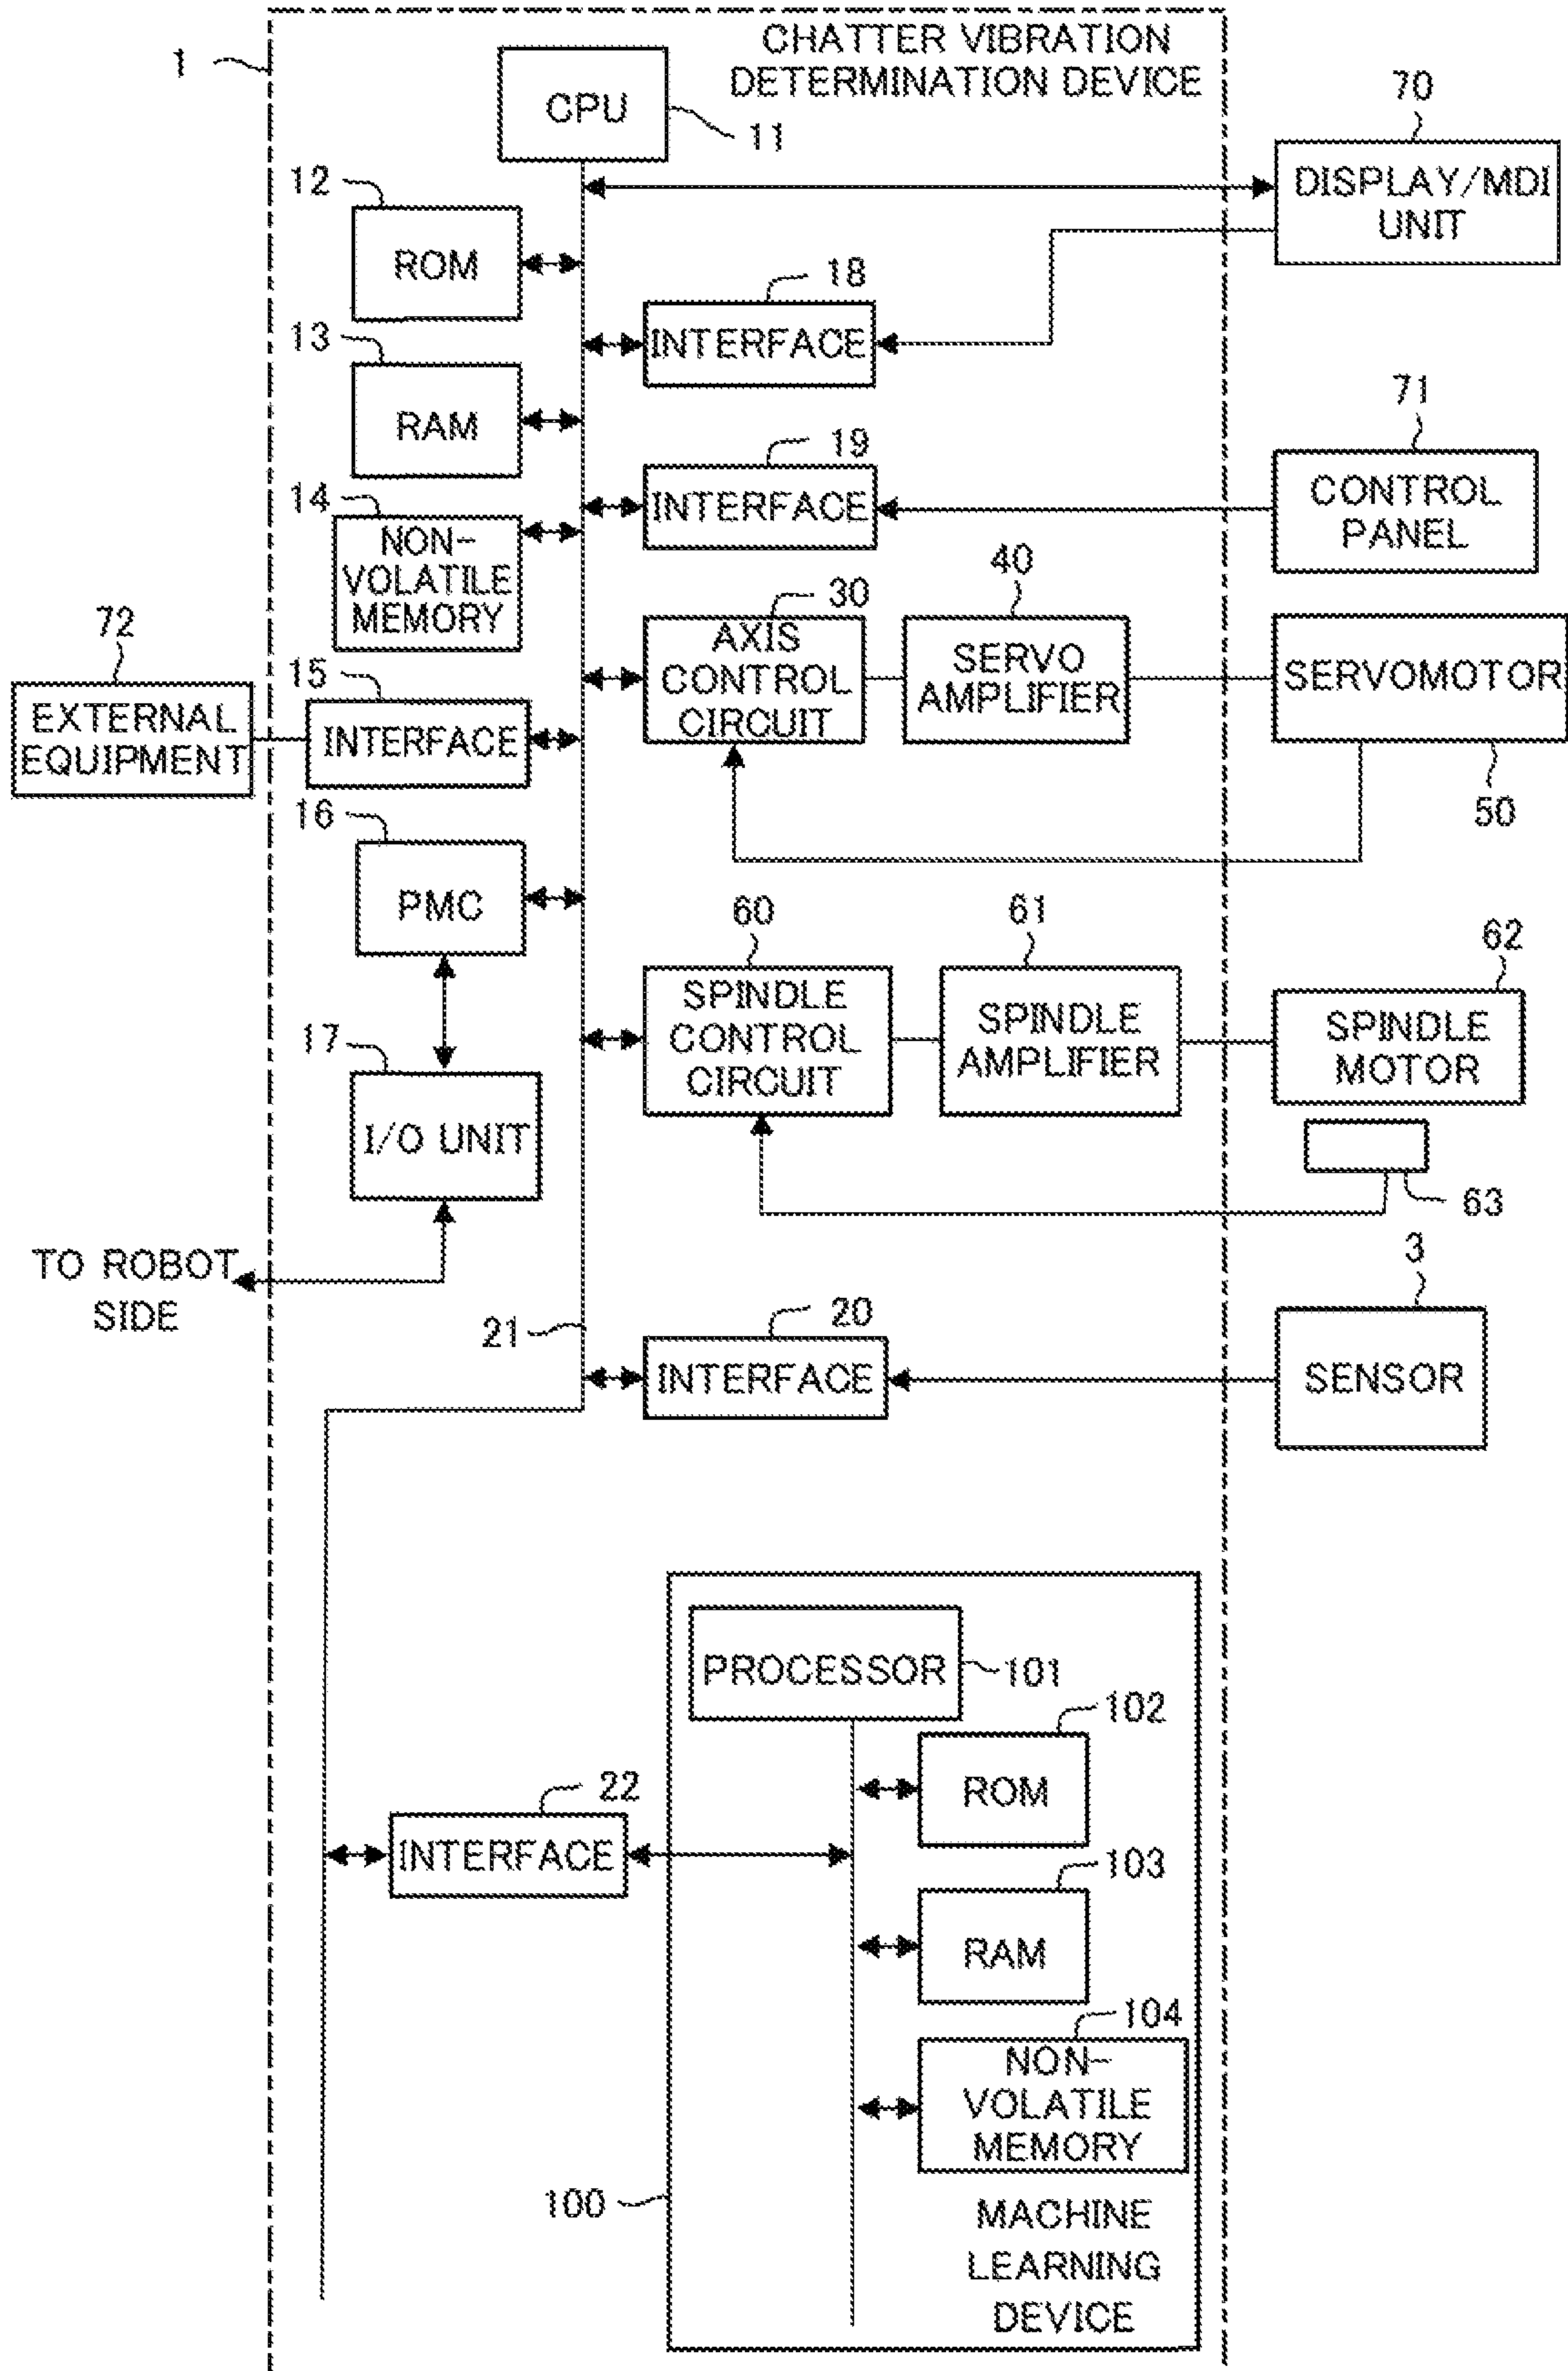 CHATTER VIBRATION
DETERMINATION DEVICE
1
CPU
11
70
DISPLAY/MDI
UNIT
12
ROM
18
INTERFACE
13
RAM
19
INTERFACE
71
CONTROL
PANEL
14
NON-
VOLATILE
MEMORY
30
AXIS
CONTROL
CIRCUIT
40
SERVO
AMPLIFIER
SERVOMOTOR
50
72
EXTERNAL
EQUIPMENT
15
INTERFACE
16
PMC
60
SPINDLE
CONTROL
CIRCUIT
61
SPINDLE
AMPLIFIER
62
SPINDLE
MOTOR
63
17
I/O UNIT
TO ROBOT
SIDE
21
20
INTERFACE
3
SENSOR
PROCESSOR
101
102
ROM
22
INTERFACE
103
RAM
104
NON-
VOLATILE
MEMORY
100
MACHINE
LEARNING
DEVICE